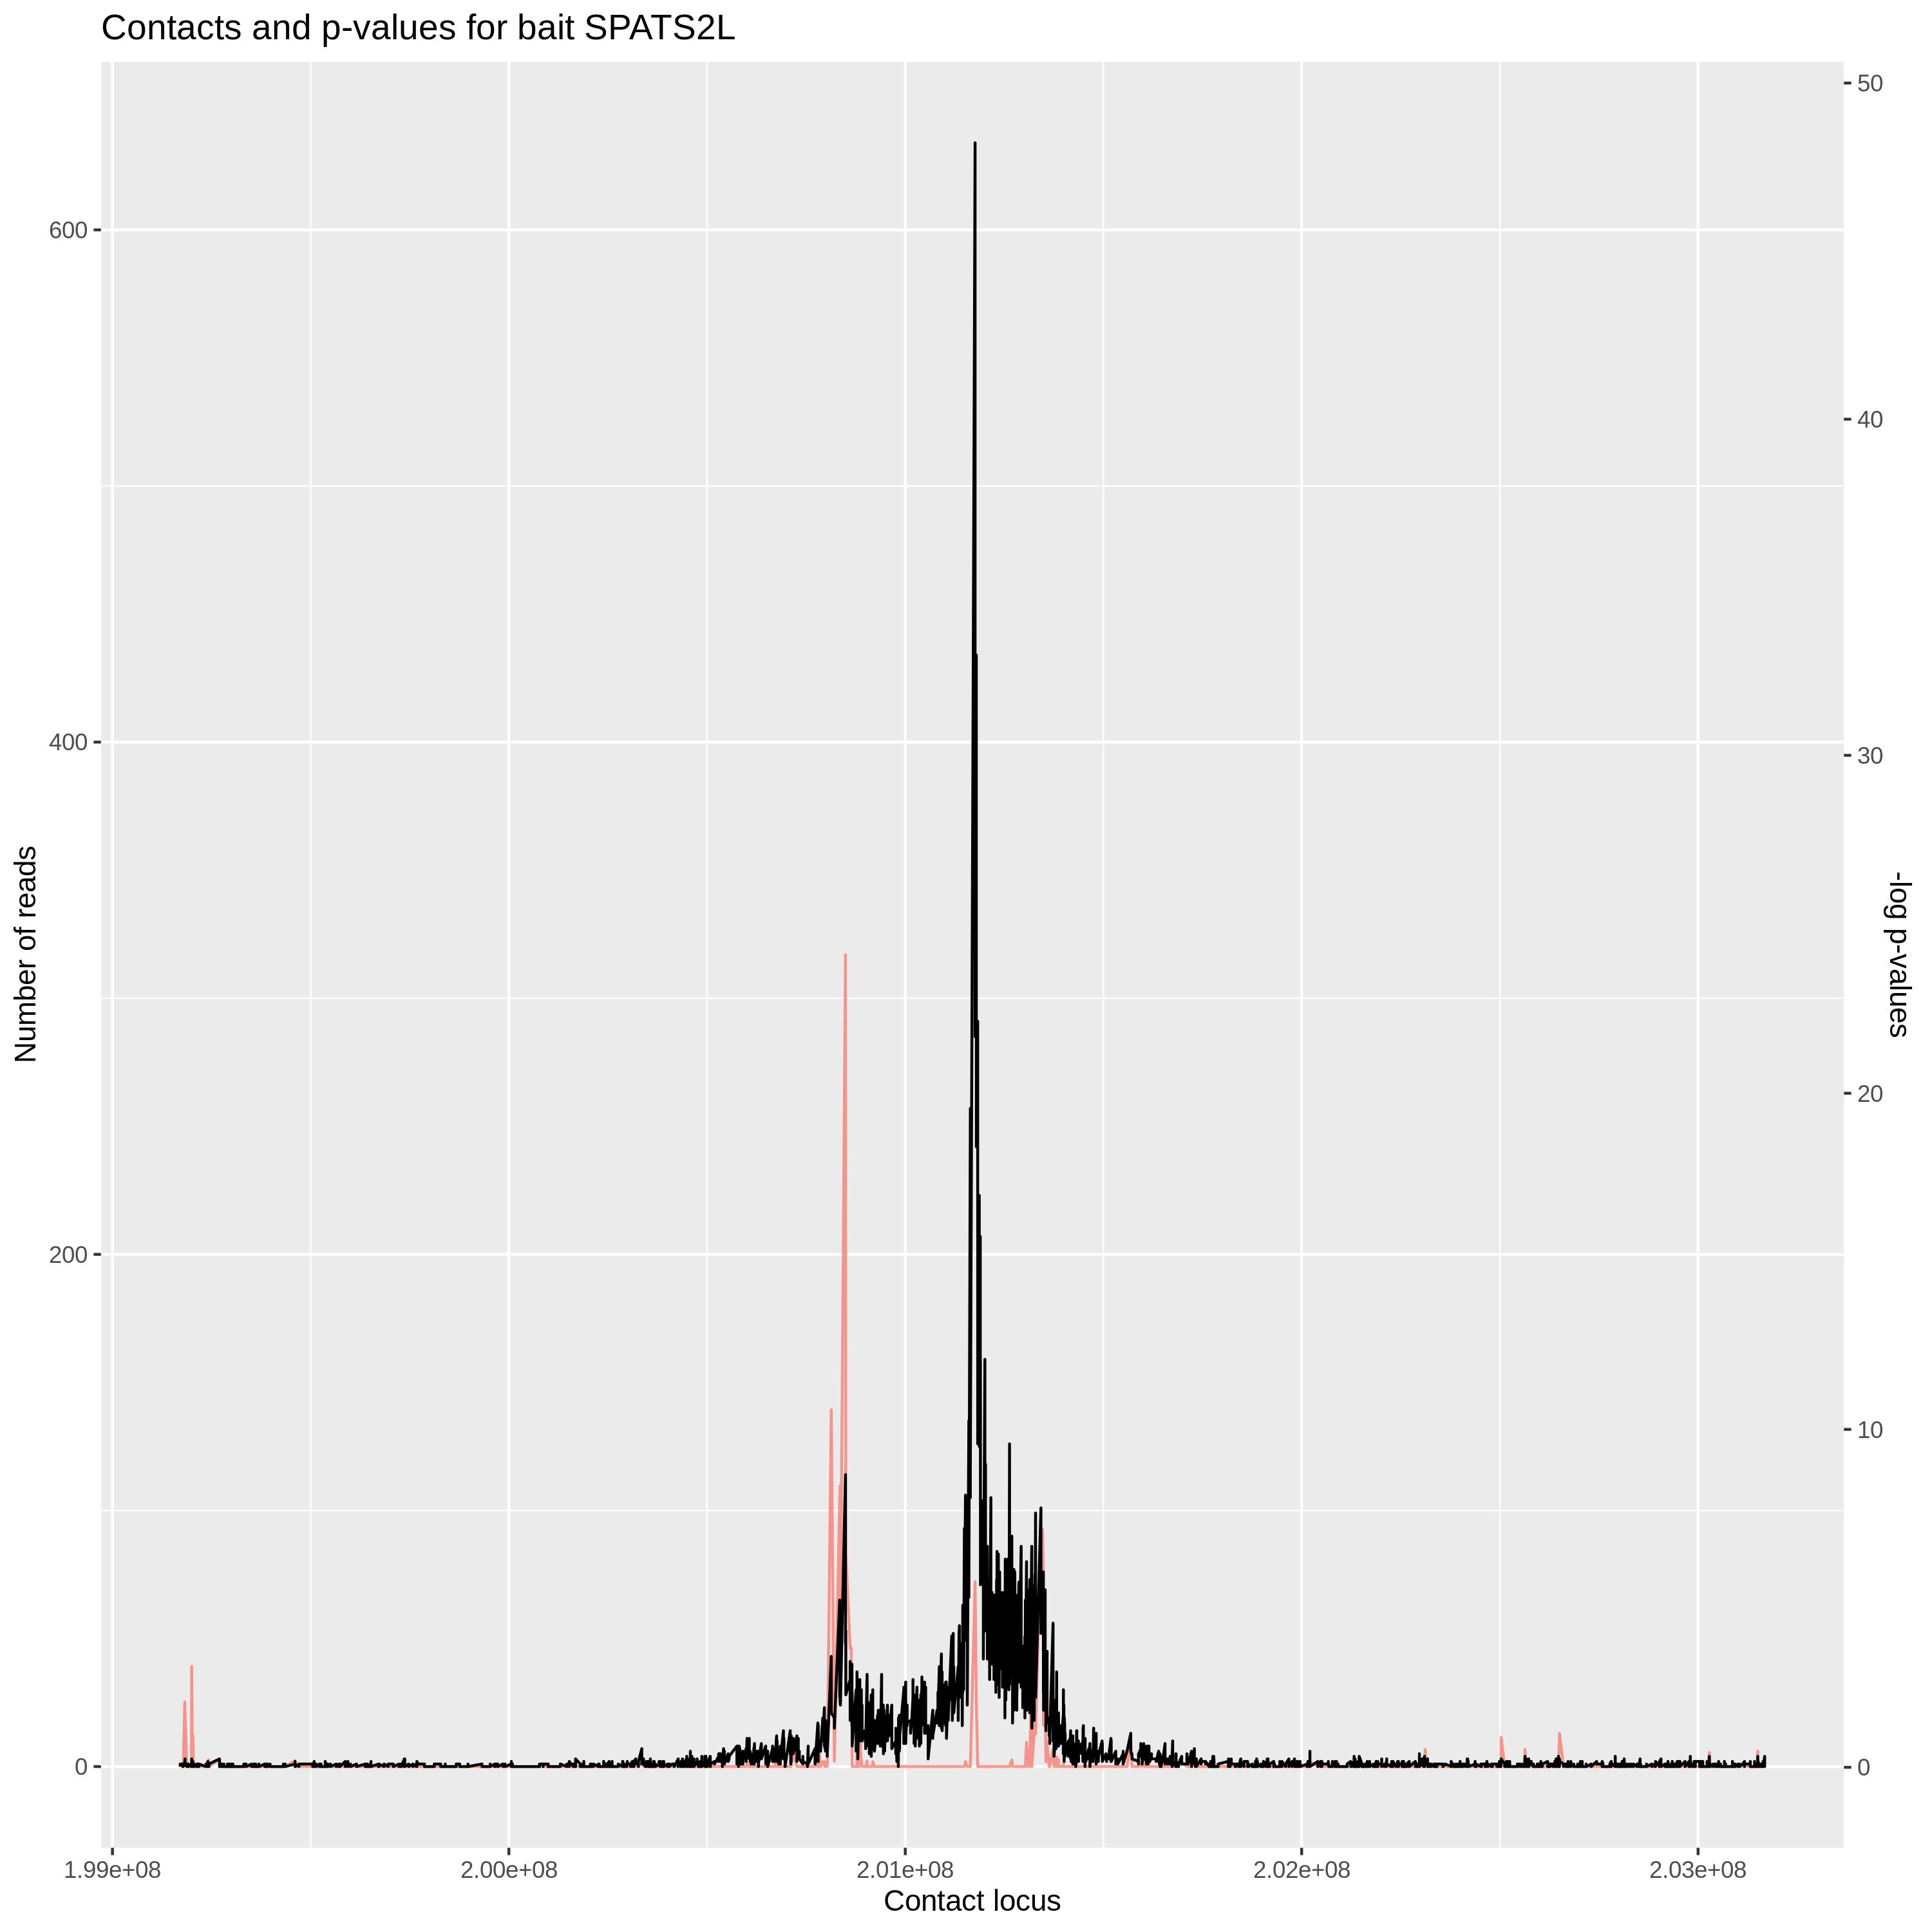 Contacts and p-values for bait SPATS2L
600
400
200
0
Number of reads
50
40
30
20
10
0
-log p-values
1.99e+08
2.00e+08
2.01e+08
2.02e+08
2.03e+08
Contact locus